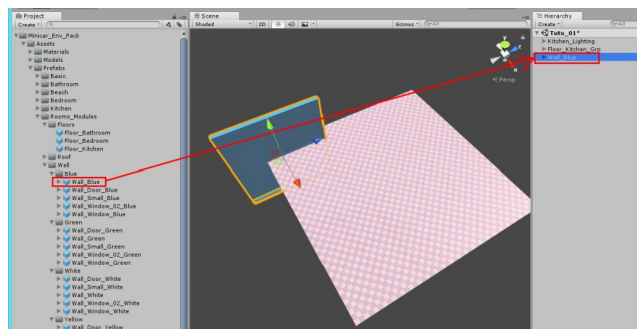 Project
Create
Minicar_Env_Pack
Assets
Materials
Models
Prefabs
Basic
Bathroom
Beach
Bedroom
Kitchen
Rooms_Modules
Floors
Floor_Bathroom
Floor_Bedroom
Floor_Kitchen
Roof
Wall
Blue
Wall_Blue
Wall_Door_Blue
Wall_Small_Blue
Wall_Window_02_Blue
Wall_Window_Blue
Green
Wall_Door_Green
Wall_Green
Wall_Small_Green
Wall_Window_02_Green
Wall_Window_Green
White
Wall_Door_White
Wall_Small_White
Wall_White
Wall_Window_02_White
Wall_Window_White
Yellow
Wall_Door_Yellow
Scene
Shaded 2D Gizmos All
y
z
x
Persp
Hierarchy
Create All
Tuto_01*
Kitchen_Lighting
Floor_Kitchen_Grp
Wall_Blue